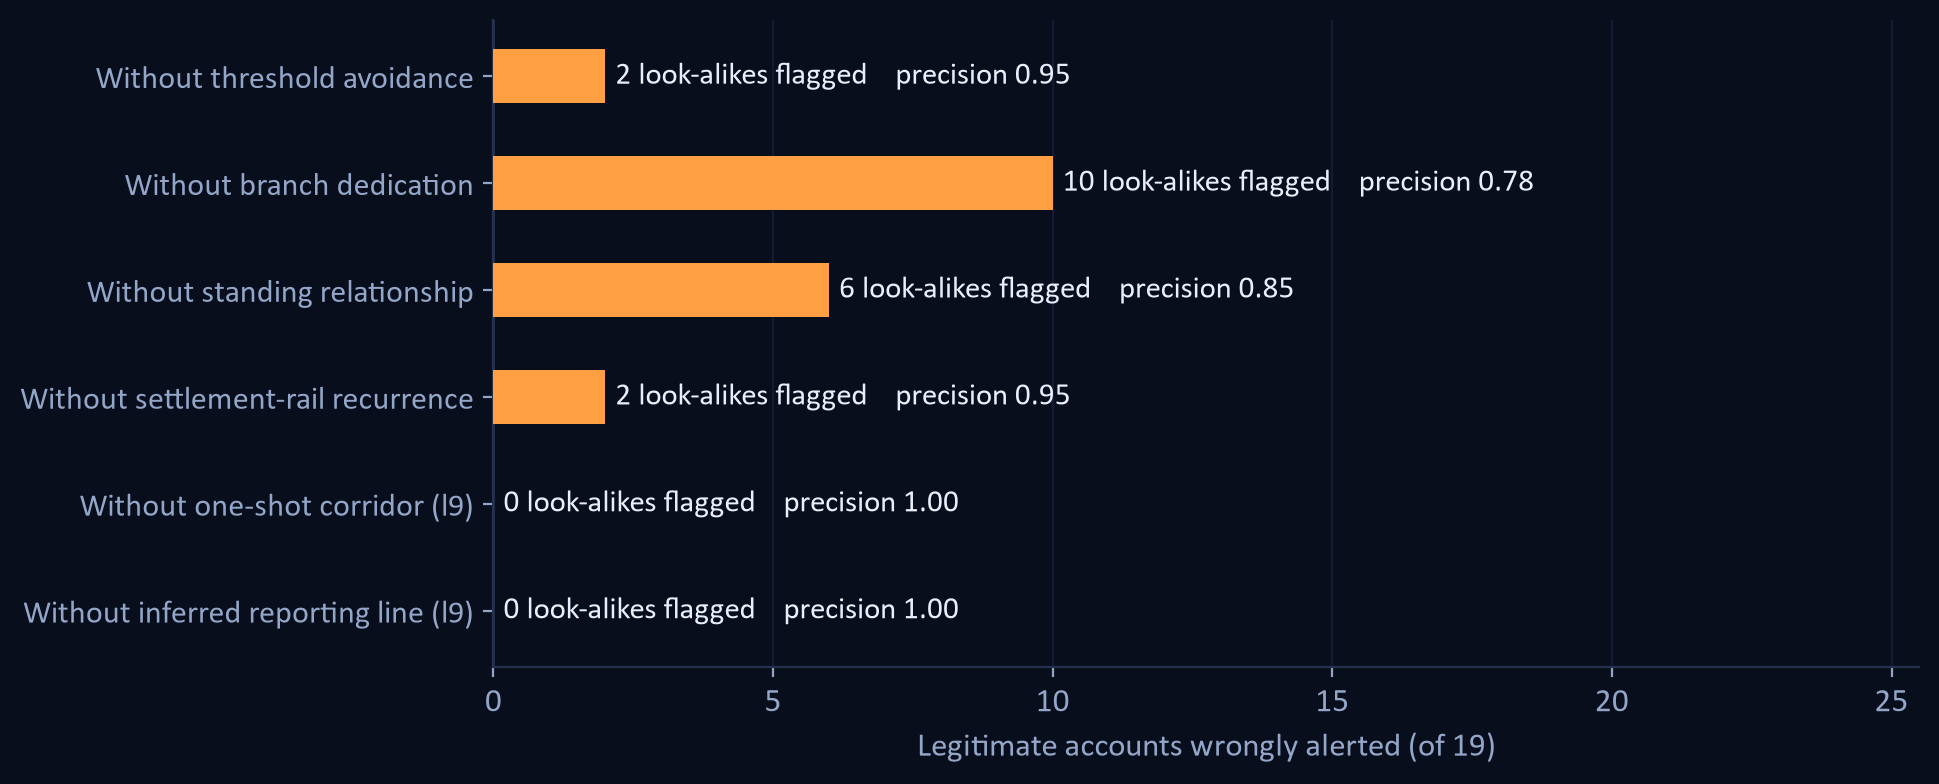 Without threshold avoidance 2 look-alikes flagged precision 0.95
Without branch dedication 10 look-alikes flagged precision 0.78
Without standing relationship 6 look-alikes flagged precision 0.85
Without settlement-rail recurrence 2 look-alikes flagged precision 0.95
Without one-shot corridor (l9) 0 look-alikes flagged precision 1.00
Without inferred reporting line (l9) 0 look-alikes flagged precision 1.00
0 5 10 15 20 25
Legitimate accounts wrongly alerted (of 19)